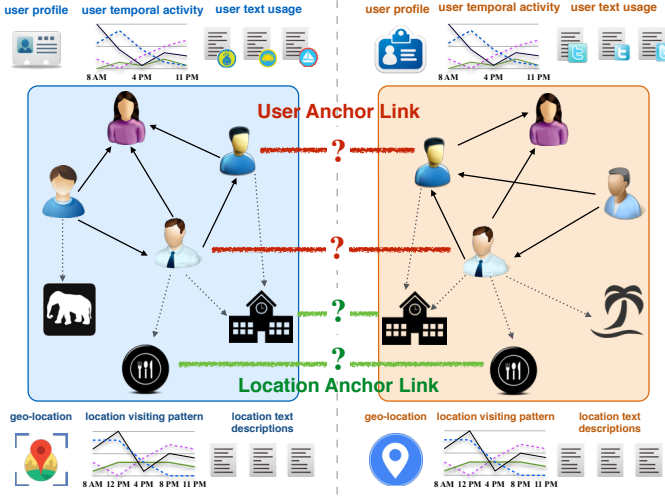 user profile
user temporal activity
user text usage
8 AM 4 PM 11 PM
user profile
user temporal activity
user text usage
8 AM 4 PM 11 PM
User Anchor Link
?
?
?
?
Location Anchor Link
geo-location
location visiting pattern
location text
descriptions
8 AM 12 PM 4 PM 8 PM 11 PM
geo-location
location visiting pattern
location text
descriptions
8 AM 12 PM 4 PM 8 PM 11 PM